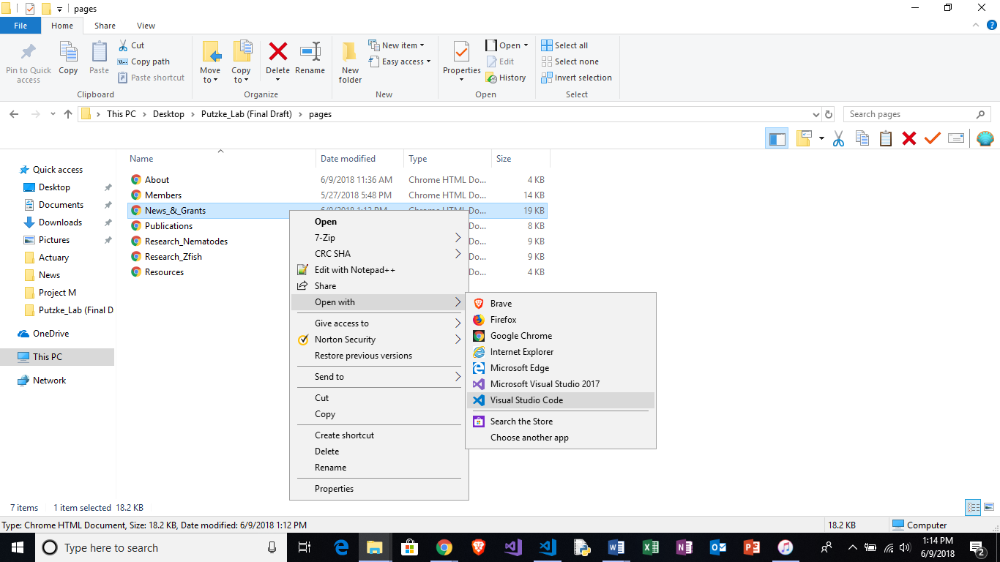 pages
File Home Share View
Pin to Quick access
Copy
Paste
Cut
Copy path
Paste shortcut
Clipboard
Move to
Copy to
Delete
Rename
Organize
New folder
New item
Easy access
New
Properties
Open
Edit
History
Open
Select all
Select none
Invert selection
Select
This PC > Desktop > Putzke_Lab (Final Draft) > pages
Search pages
Name Date modified Type Size
Quick access
Desktop
Documents
Downloads
Pictures
Actuary
News
Project M
Putzke_Lab (Final D
OneDrive
This PC
Network
About 6/9/2018 11:36 AM Chrome HTML Do... 4 KB
Members 5/27/2018 5:48 PM Chrome HTML Do... 14 KB
News_&_Grants 6/9/2018 1:12 PM Chrome HTML Do... 19 KB
Publications Do... 8 KB
Research_Nematodes Do... 9 KB
Research_Zfish Do... 9 KB
Resources Do... 4 KB
Open
7-Zip
CRC SHA
Edit with Notepad++
Share
Open with
Give access to
Norton Security
Restore previous versions
Send to
Cut
Copy
Create shortcut
Delete
Rename
Properties
Brave
Firefox
Google Chrome
Internet Explorer
Microsoft Edge
Microsoft Visual Studio 2017
Visual Studio Code
Search the Store
Choose another app
7 items 1 item selected 18.2 KB
Type: Chrome HTML Document, Size: 18.2 KB, Date modified: 6/9/2018 1:12 PM 18.2 KB Computer
Type here to search
1:14 PM
6/9/2018
2